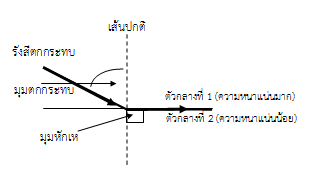 เส้นปกติ
รังสีตกกระทบ
มุมตกกระทบ
ตัวกลางที่ 1 (ความหนาแน่นมาก)
ตัวกลางที่ 2 (ความหนาแน่นน้อย)
มุมหักเห